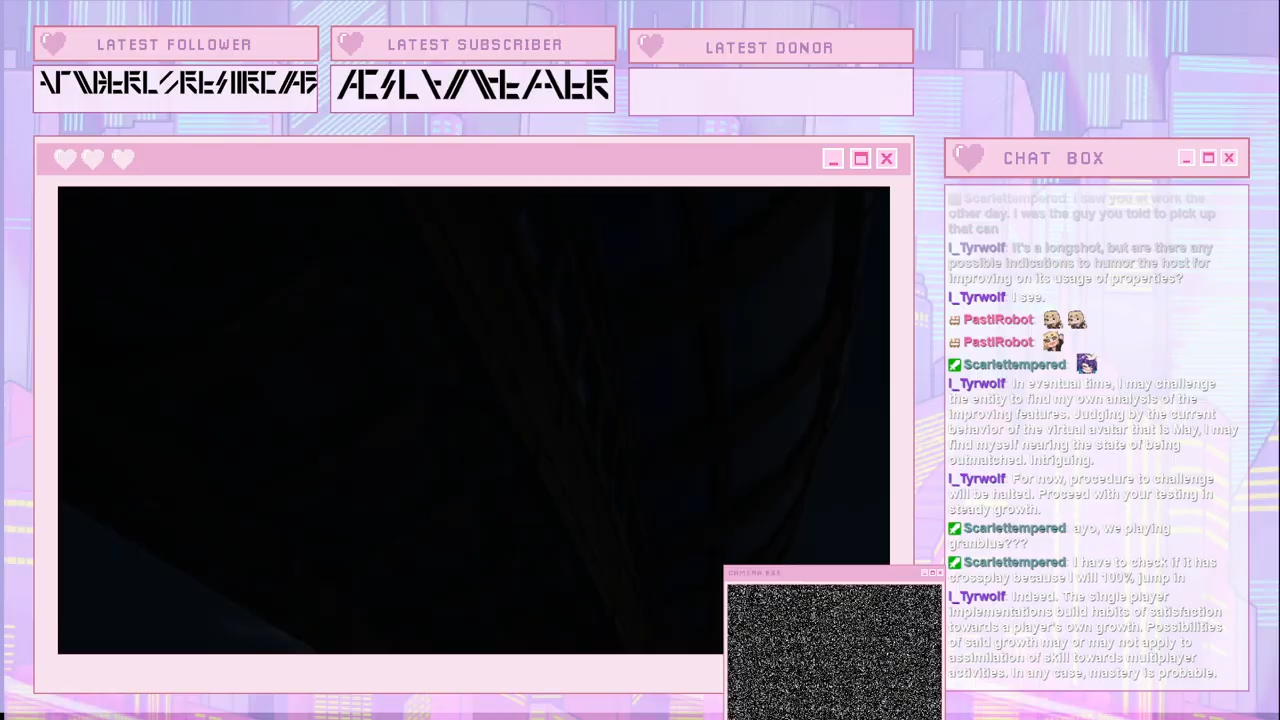 LATEST FOLLOWER
LATEST SUBSCRIBER
LATEST DONOR
CHAT BOX
Scarlettempered: I saw you at work the
other day. I was the guy you told to pick up
that can
I_Tyrwolf: It's a longshot, but are there any
possible indications to humor the host for
improving on its usage of properties?
I_Tyrwolf: I see.
PastIRobot
PastIRobot
Scarlettempered:
I_Tyrwolf: In eventual time, I may challenge
the entity to find my own analysis of the
improving features. Judging by the current
behavior of the virtual avatar that is May, I may
find myself nearing the state of being
outmatched. Intriguing.
I_Tyrwolf: For now, procedure to challenge
will be halted. Proceed with your testing in
steady growth.
Scarlettempered: ayo, we playing
granblue???
Scarlettempered: I have to check if it has
crossplay because I will 100% jump in
I_Tyrwolf: Indeed. The single player
implementations build habits of satisfaction
towards a player's own growth. Possibilities
of said growth may or may not apply to
assimilation of skill towards multiplayer
activities. In any case, mastery is probable.
CAMERA.EXE